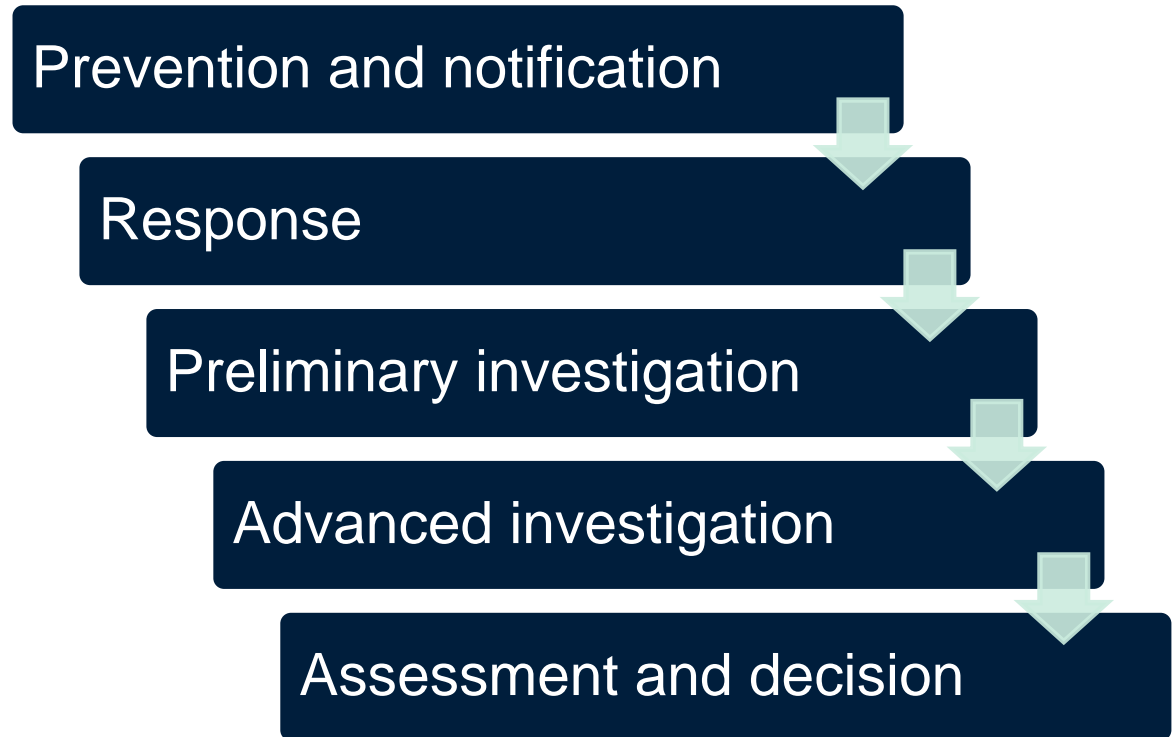 Prevention and notification
Response
Preliminary investigation
Advanced investigation
Assessment and decision